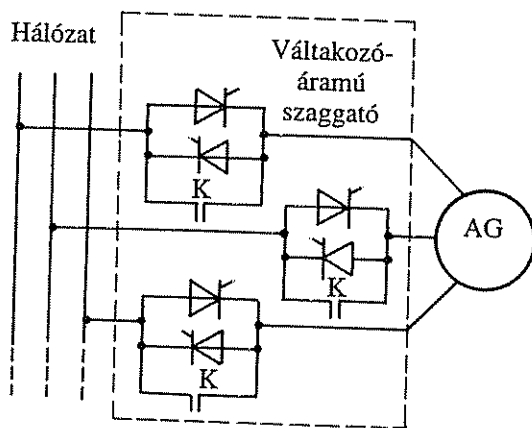 Hálózat
Váltakozó-
áramú
szaggató
K
K
AG
K